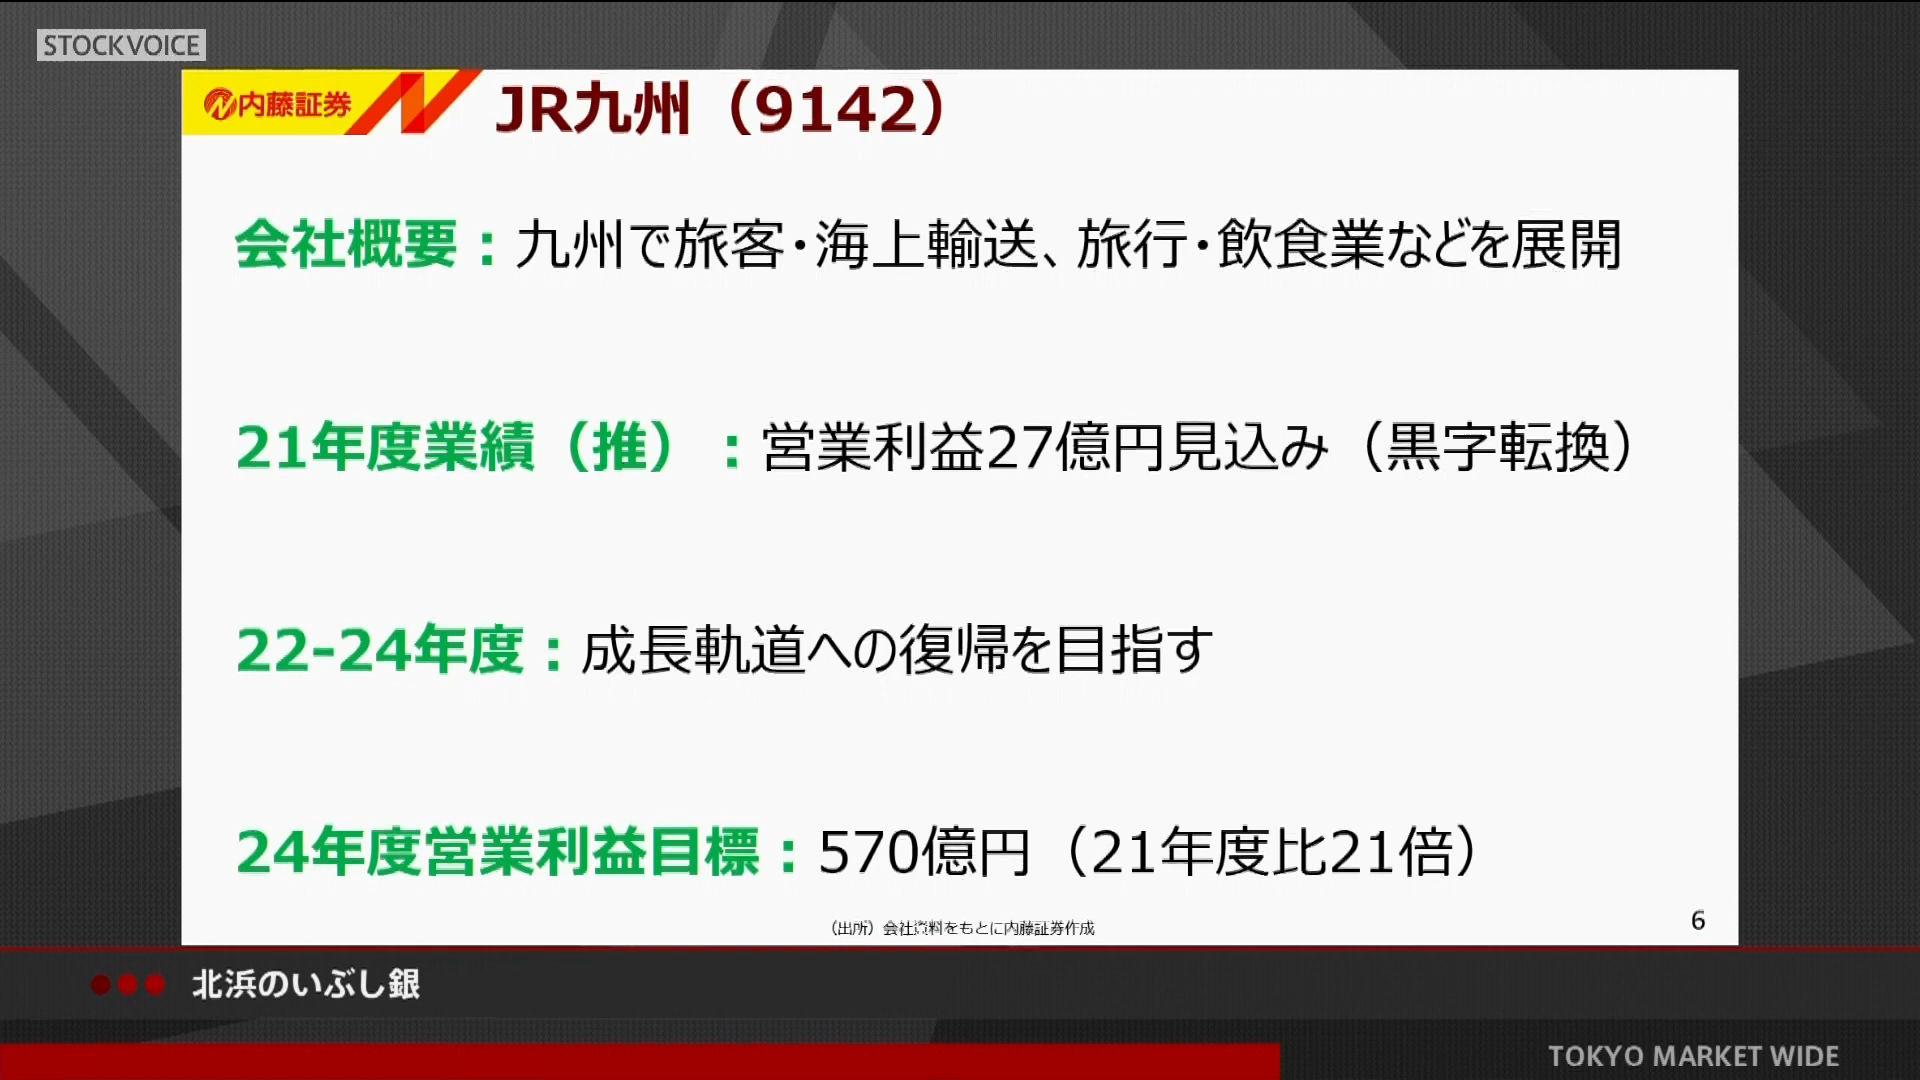 STOCKVOICE
内藤証券
JR九州（9142）
会社概要：九州で旅客・海上輸送、旅行・飲食業などを展開
21年度業績（推）：営業利益27億円見込み（黒字転換）
22-24年度：成長軌道への復帰を目指す
24年度営業利益目標：570億円（21年度比21倍）
（出所）会社資料をもとに内藤証券作成
6
北浜のいぶし銀
TOKYO MARKET WIDE